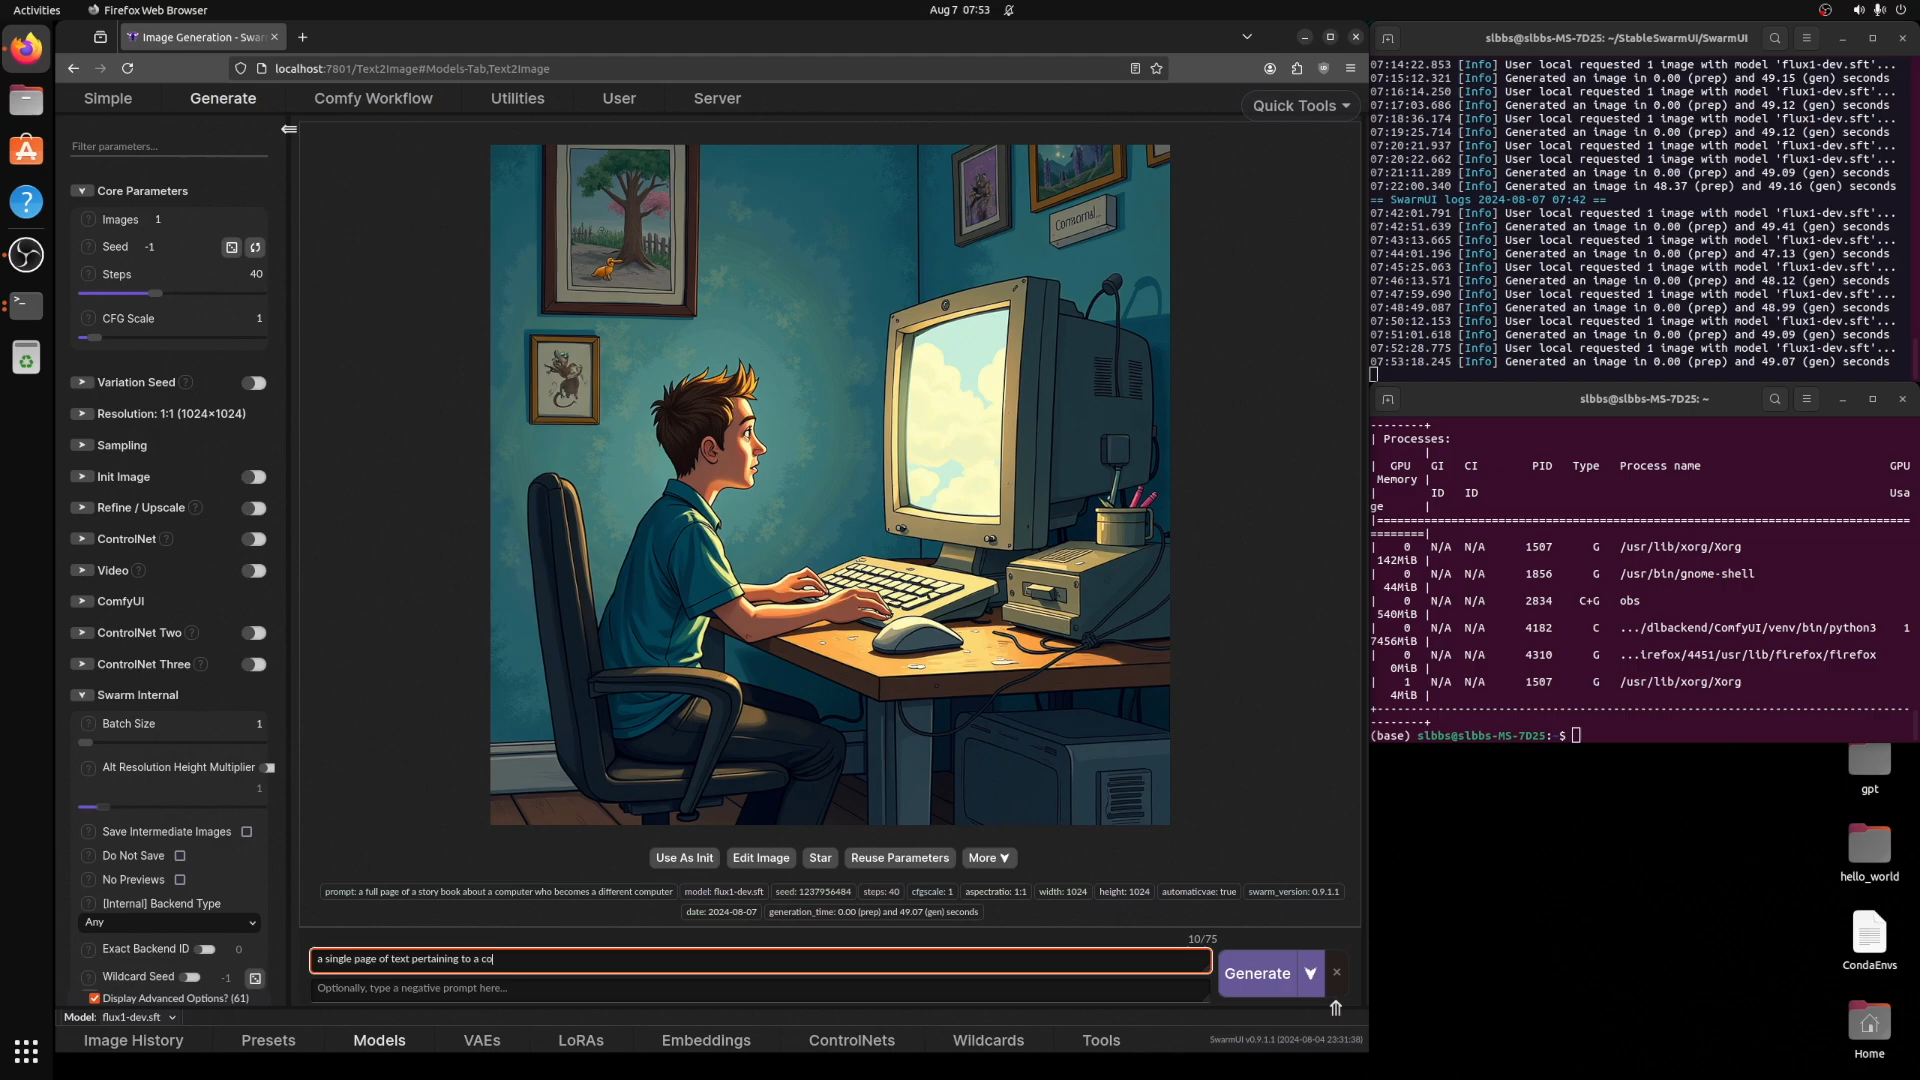 Activities
Firefox Web Browser
Aug 7 07:53
Image Generation - Swar
localhost:7801/Text2Image#Models-Tab,Text2Image
Simple
Generate
Comfy Workflow
Utilities
User
Server
Quick Tools
Filter parameters...
Core Parameters
Images 1
Seed -1
Steps 40
CFG Scale 1
Variation Seed
Resolution: 1:1 (1024x1024)
Sampling
Init Image
Refine / Upscale
ControlNet
Video
ComfyUI
ControlNet Two
ControlNet Three
Swarm Internal
Batch Size 1
Alt Resolution Height Multiplier
1
Save Intermediate Images
Do Not Save
No Previews
[Internal] Backend Type
Any
Exact Backend ID 0
Wildcard Seed -1
Display Advanced Options? (61)
Model: flux1-dev.sft
Use As Init
Edit Image
Star
Reuse Parameters
More
prompt: a full page of a story book about a computer who becomes a different computer
model: flux1-dev.sft
seed: 1237956484
steps: 40
cfgscale: 1
aspectratio: 1:1
width: 1024
height: 1024
automaticvae: true
swarm_version: 0.9.1.1
date: 2024-08-07
generation_time: 0.00 (prep) and 49.07 (gen) seconds
10/75
a single page of text pertaining to a co
Optionally, type a negative prompt here...
Generate
Image History
Presets
Models
VAEs
LoRAs
Embeddings
ControlNets
Wildcards
Tools
SwarmUI v0.9.1.1 (2024-08-04 23:31:38)
slbbs@slbbs-MS-7D25: ~/StableSwarmUI/SwarmUI
07:14:22.853 [Info] User local requested 1 image with model 'flux1-dev.sft'...
07:15:12.321 [Info] Generated an image in 0.00 (prep) and 49.15 (gen) seconds
07:16:14.250 [Info] User local requested 1 image with model 'flux1-dev.sft'...
07:17:03.686 [Info] Generated an image in 0.00 (prep) and 49.12 (gen) seconds
07:18:36.174 [Info] User local requested 1 image with model 'flux1-dev.sft'...
07:19:25.714 [Info] Generated an image in 0.00 (prep) and 49.12 (gen) seconds
07:20:21.937 [Info] User local requested 1 image with model 'flux1-dev.sft'...
07:20:22.662 [Info] User local requested 1 image with model 'flux1-dev.sft'...
07:21:11.289 [Info] Generated an image in 0.00 (prep) and 49.09 (gen) seconds
07:22:00.340 [Info] Generated an image in 48.37 (prep) and 49.16 (gen) seconds
== SwarmUI logs 2024-08-07 07:42 ==
07:42:01.791 [Info] User local requested 1 image with model 'flux1-dev.sft'...
07:42:51.639 [Info] Generated an image in 0.00 (prep) and 49.41 (gen) seconds
07:43:13.665 [Info] User local requested 1 image with model 'flux1-dev.sft'...
07:44:01.196 [Info] Generated an image in 0.00 (prep) and 47.13 (gen) seconds
07:45:25.063 [Info] User local requested 1 image with model 'flux1-dev.sft'...
07:46:13.571 [Info] Generated an image in 0.00 (prep) and 48.12 (gen) seconds
07:47:59.690 [Info] User local requested 1 image with model 'flux1-dev.sft'...
07:48:49.087 [Info] Generated an image in 0.00 (prep) and 48.99 (gen) seconds
07:50:12.153 [Info] User local requested 1 image with model 'flux1-dev.sft'...
07:51:01.618 [Info] Generated an image in 0.00 (prep) and 49.09 (gen) seconds
07:52:28.775 [Info] User local requested 1 image with model 'flux1-dev.sft'...
07:53:18.245 [Info] Generated an image in 0.00 (prep) and 49.07 (gen) seconds
slbbs@slbbs-MS-7D25: ~
--------+
| Processes:
|
| GPU GI CI PID Type Process name GPU
Memory |
| ID ID Usa
ge |
|=======================================================================
========|
| 0 N/A N/A 1507 G /usr/lib/xorg/Xorg
142MiB |
| 0 N/A N/A 1856 G /usr/bin/gnome-shell
44MiB |
| 0 N/A N/A 2834 C+G obs
540MiB |
| 0 N/A N/A 4182 C .../dlbackend/ComfyUI/venv/bin/python3 1
7456MiB |
| 0 N/A N/A 4310 G ...irefox/4451/usr/lib/firefox/firefox
0MiB |
| 1 N/A N/A 1507 G /usr/lib/xorg/Xorg
4MiB |
+-----------------------------------------------------------------------
--------+
(base) slbbs@slbbs-MS-7D25:~$
gpt
hello_world
CondaEnvs
Home